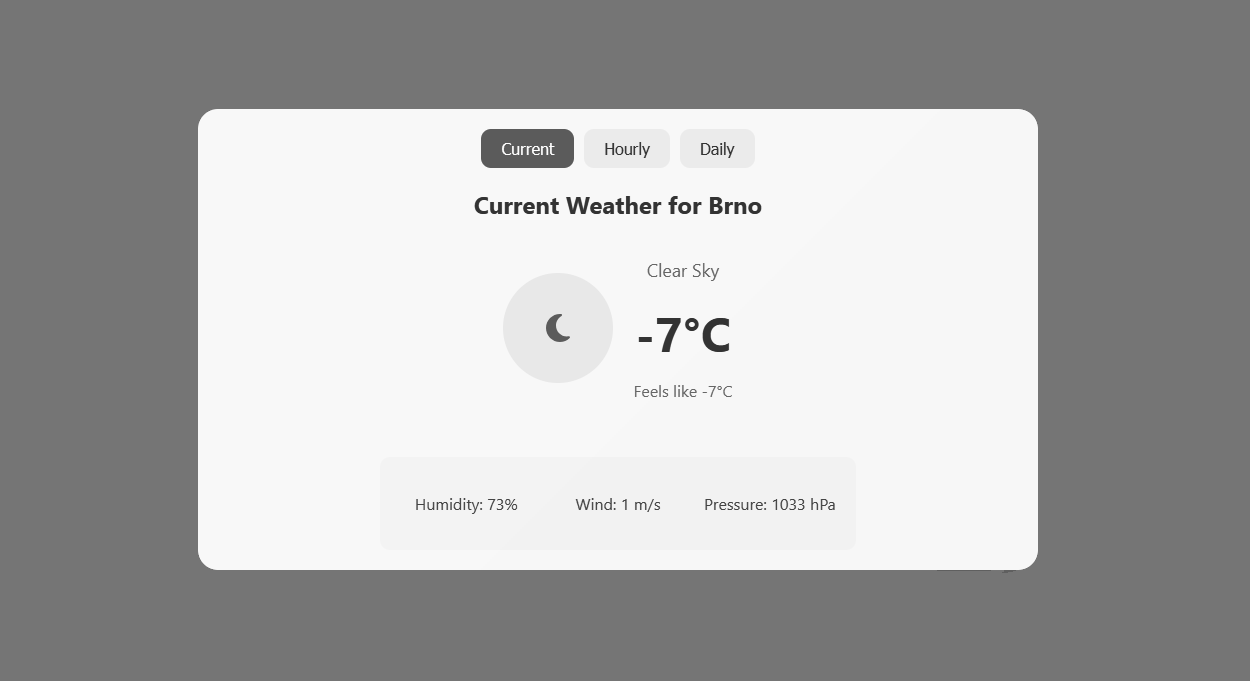 Current Hourly Daily
Current Weather for Brno
Clear Sky
-7°C
Feels like -7°C
Humidity: 73% Wind: 1 m/s Pressure: 1033 hPa